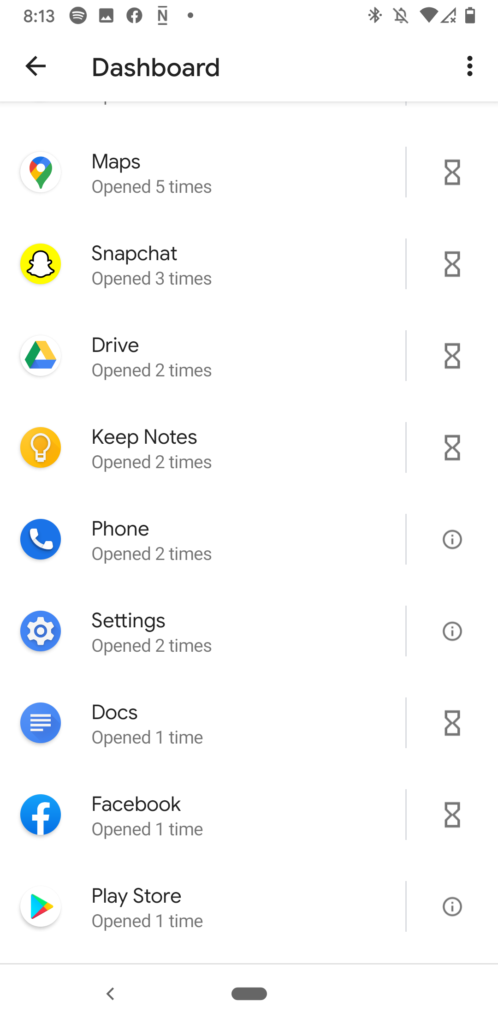 8:13
Dashboard
Maps
Opened 5 times
Snapchat
Opened 3 times
Drive
Opened 2 times
Keep Notes
Opened 2 times
Phone
Opened 2 times
Settings
Opened 2 times
Docs
Opened 1 time
Facebook
Opened 1 time
Play Store
Opened 1 time